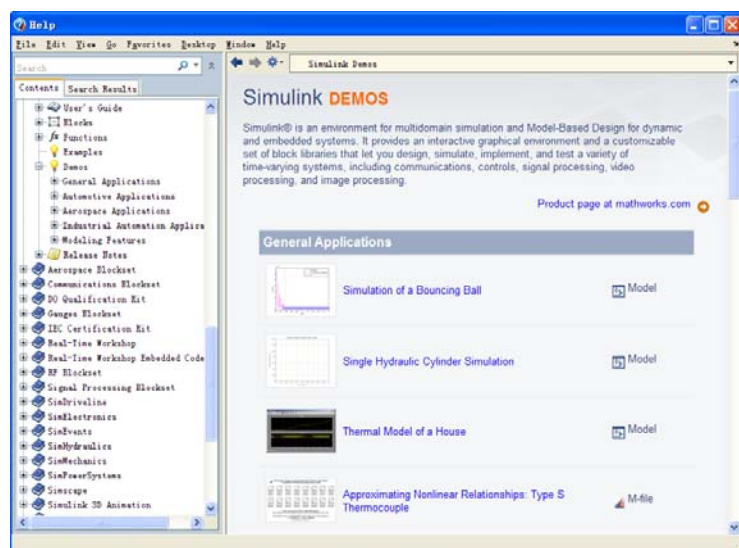 Help
File Edit View Go Favorites Desktop Window Help
Search
Simulink Demos
Contents Search Results
User's Guide
Blocks
fx Functions
Examples
Demos
General Applications
Automotive Applications
Aerospace Applications
Industrial Automation Applica
Modeling Features
Release Notes
Aerospace Blockset
Communications Blockset
DO Qualification Kit
Gauges Blockset
IEC Certification Kit
Real-Time Workshop
Real-Time Workshop Embedded Code
RF Blockset
Signal Processing Blockset
SimDriveline
SimElectronics
SimEvents
SimHydraulics
SimMechanics
SimPowerSystems
Simscape
Simulink 3D Animation
Simulink DEMOS
Simulink® is an environment for multidomain simulation and Model-Based Design for dynamic
and embedded systems. It provides an interactive graphical environment and a customizable
set of block libraries that let you design, simulate, implement, and test a variety of
time-varying systems, including communications, controls, signal processing, video
processing, and image processing.
Product page at mathworks.com
General Applications
Simulation of a Bouncing Ball Model
Single Hydraulic Cylinder Simulation Model
Thermal Model of a House Model
Approximating Nonlinear Relationships: Type S
Thermocouple M-file